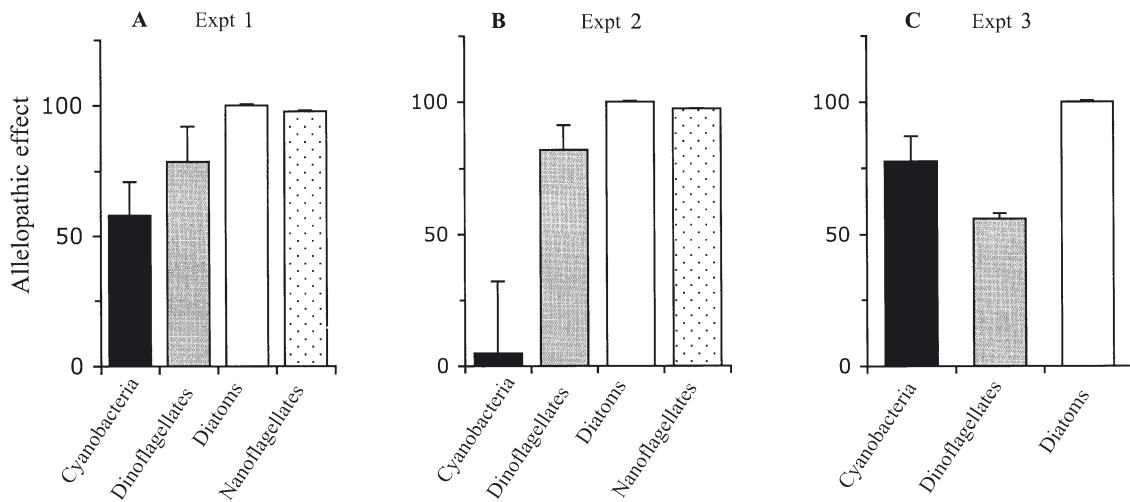 A Expt 1
B Expt 2
C Expt 3
Allelopathic effect
100
50
0
Cyanobacteria
Dinoflagellates
Diatoms
Nanoflagellates
100
50
0
Cyanobacteria
Dinoflagellates
Diatoms
Nanoflagellates
100
50
0
Cyanobacteria
Dinoflagellates
Diatoms